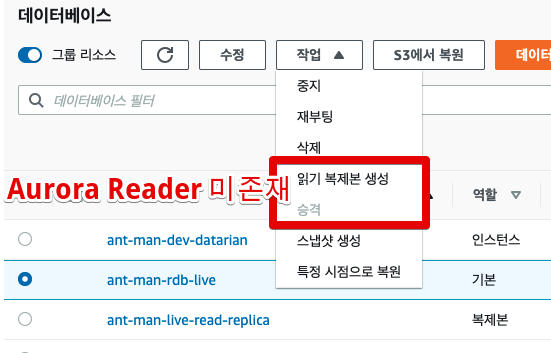 데이터베이스
그룹 리소스
수정
작업
S3에서 복원
데이터
데이터베이스 필터
중지
재부팅
삭제
읽기 복제본 생성
승격
스냅샷 생성
특정 시점으로 복원
Aurora Reader 미존재
역할
ant-man-dev-datarian
인스턴스
ant-man-rdb-live
기본
ant-man-live-read-replica
복제본